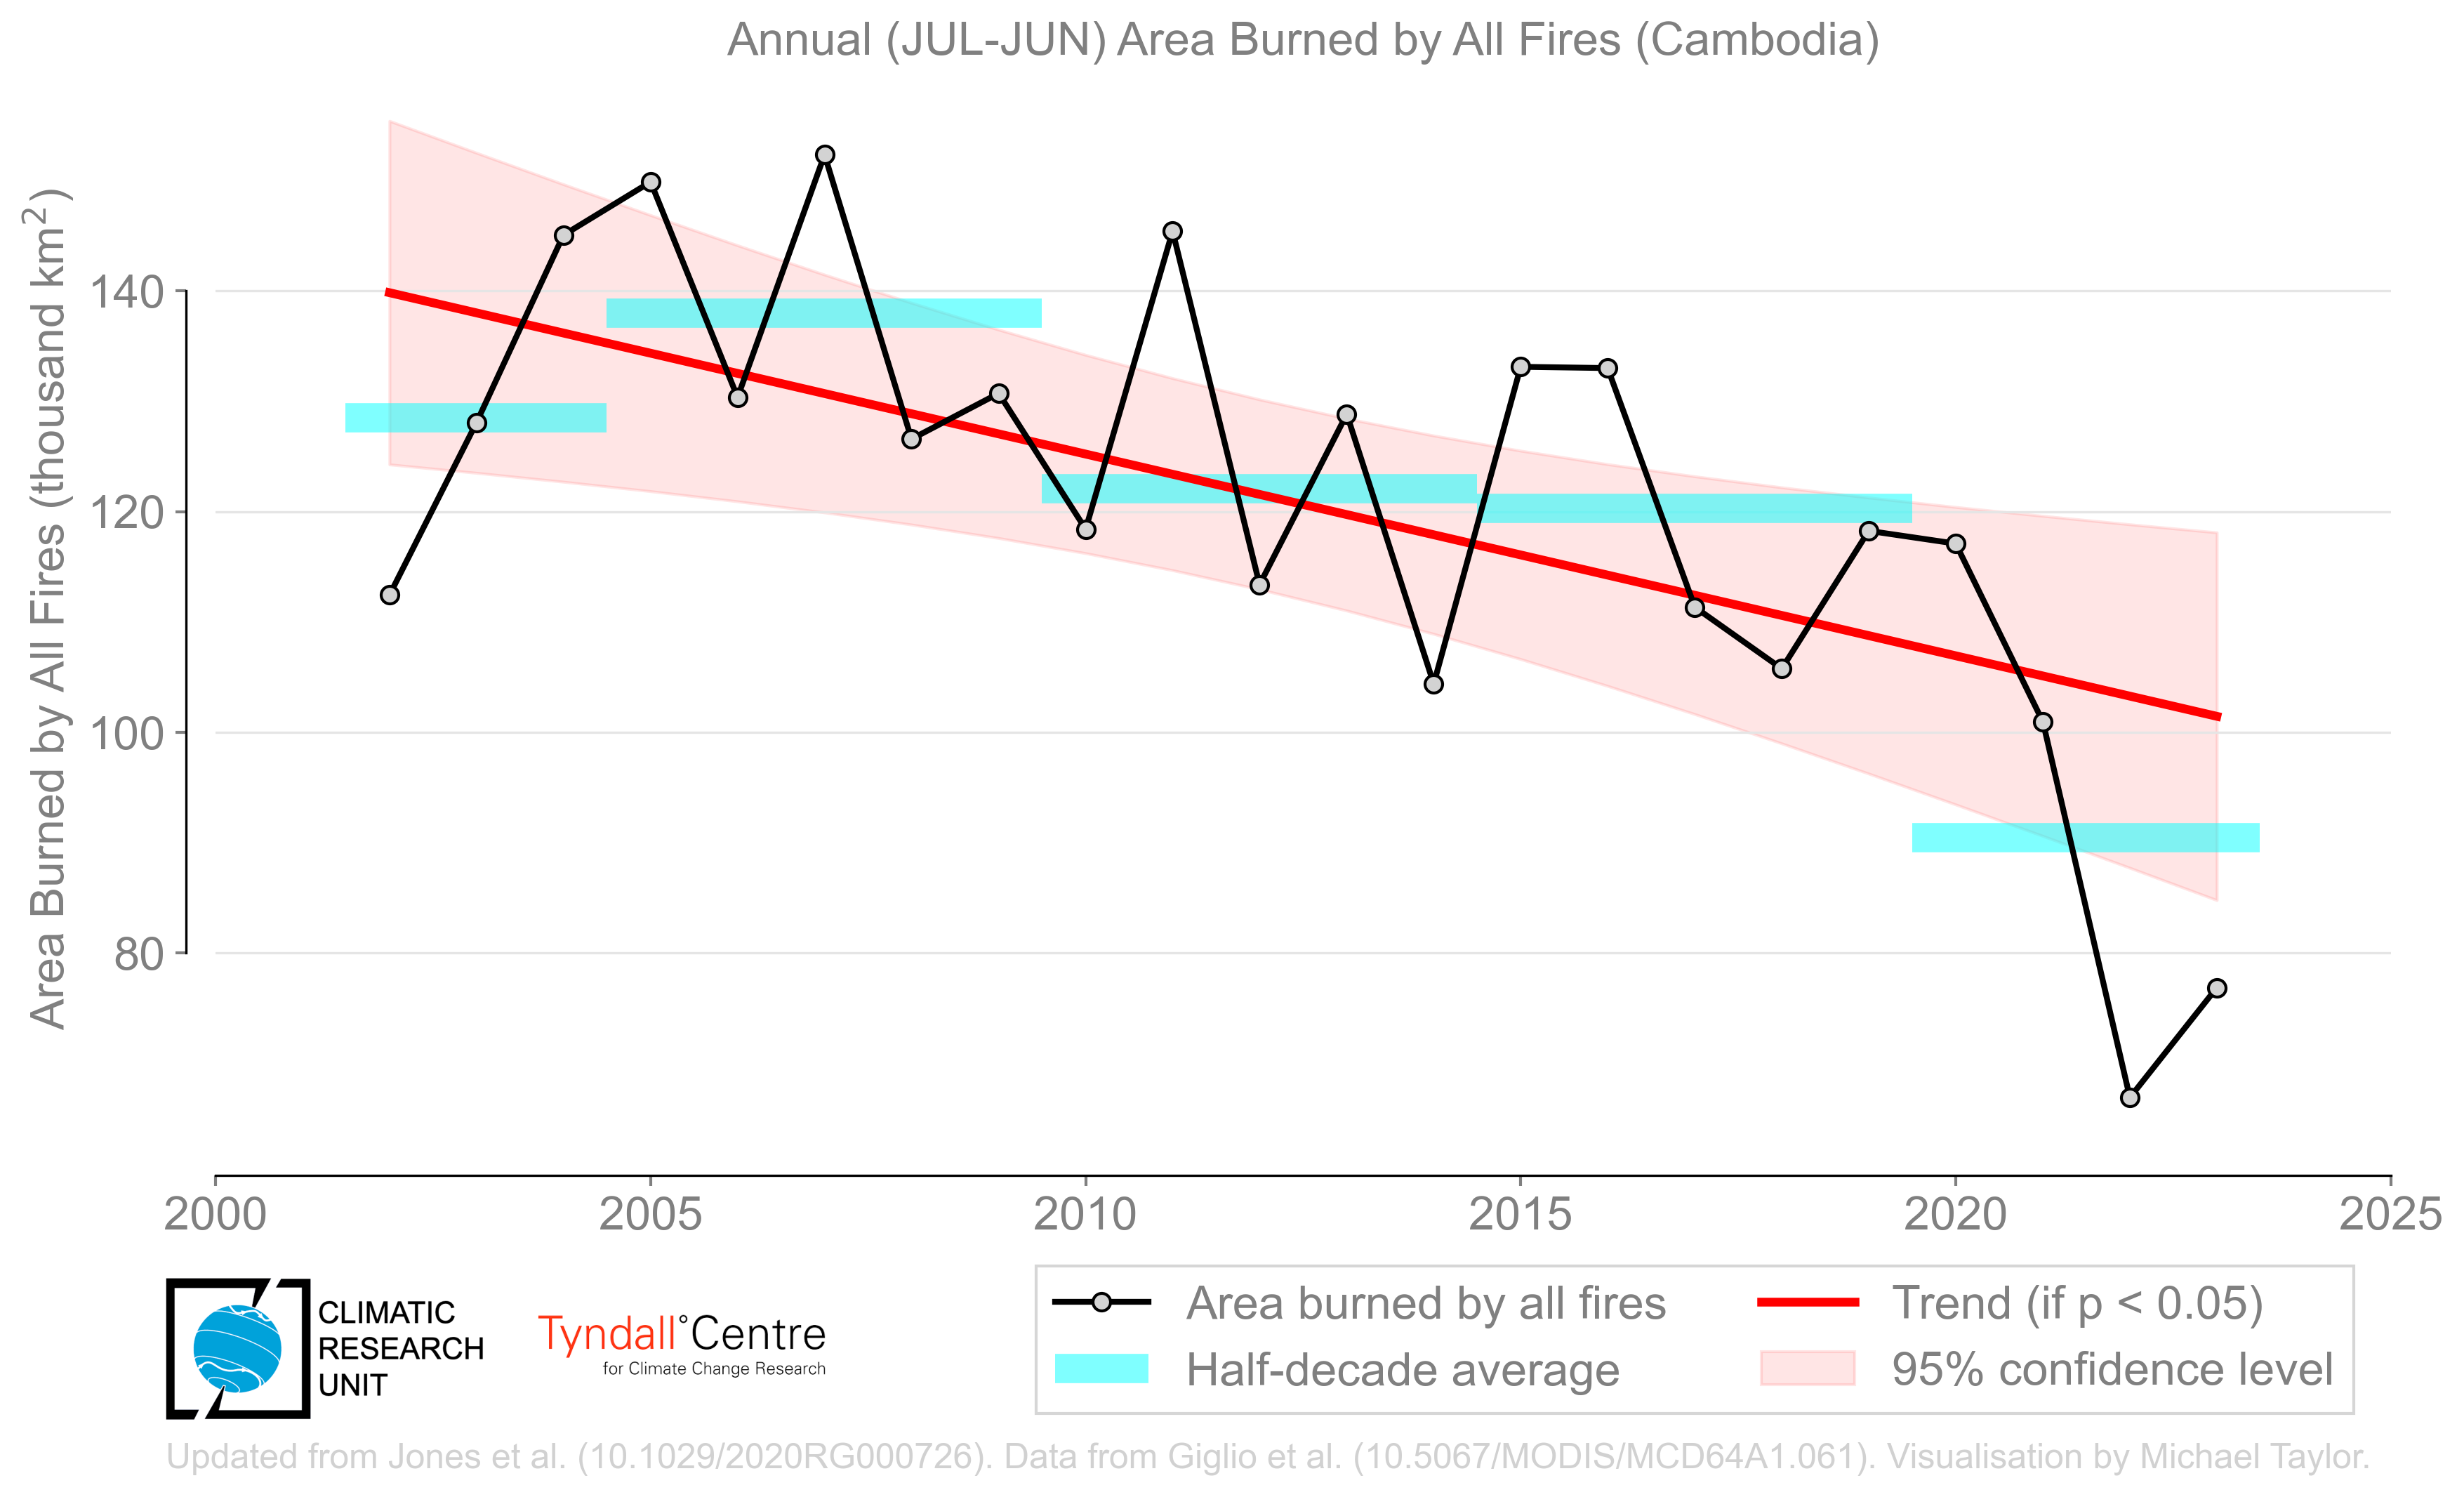 Annual (JUL-JUN) Area Burned by All Fires (Cambodia)
Area Burned by All Fires (thousand km²)
140
120
100
80
2000
2005
2010
2015
2020
2025
CLIMATIC
RESEARCH
UNIT
Tyndall°Centre
for Climate Change Research
Area burned by all fires
Half-decade average
Trend (if p < 0.05)
95% confidence level
Updated from Jones et al. (10.1029/2020RG000726). Data from Giglio et al. (10.5067/MODIS/MCD64A1.061). Visualisation by Michael Taylor.